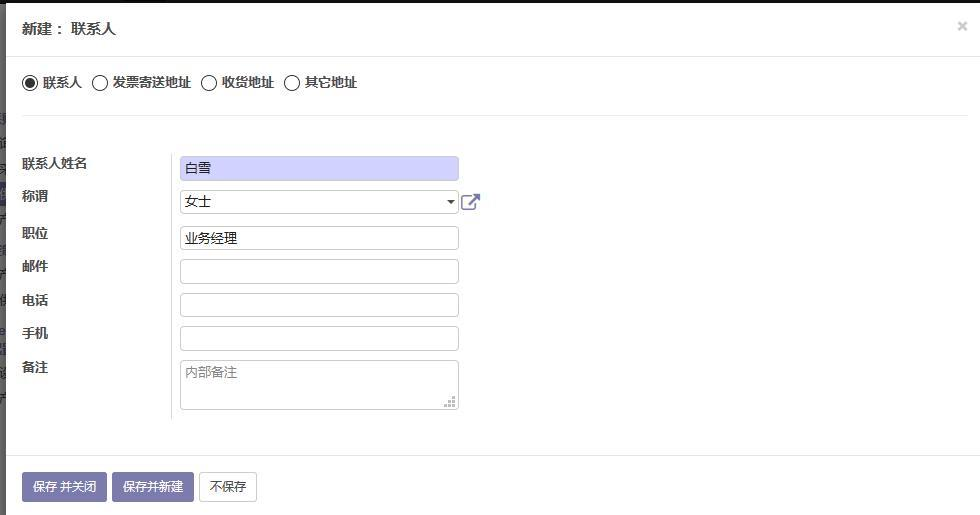 新建： 联系人
×
联系人 发票寄送地址 收货地址 其它地址
联系人姓名 白雪
称谓 女士
职位 业务经理
邮件
电话
手机
备注 内部备注
保存 并关闭 保存并新建 不保存